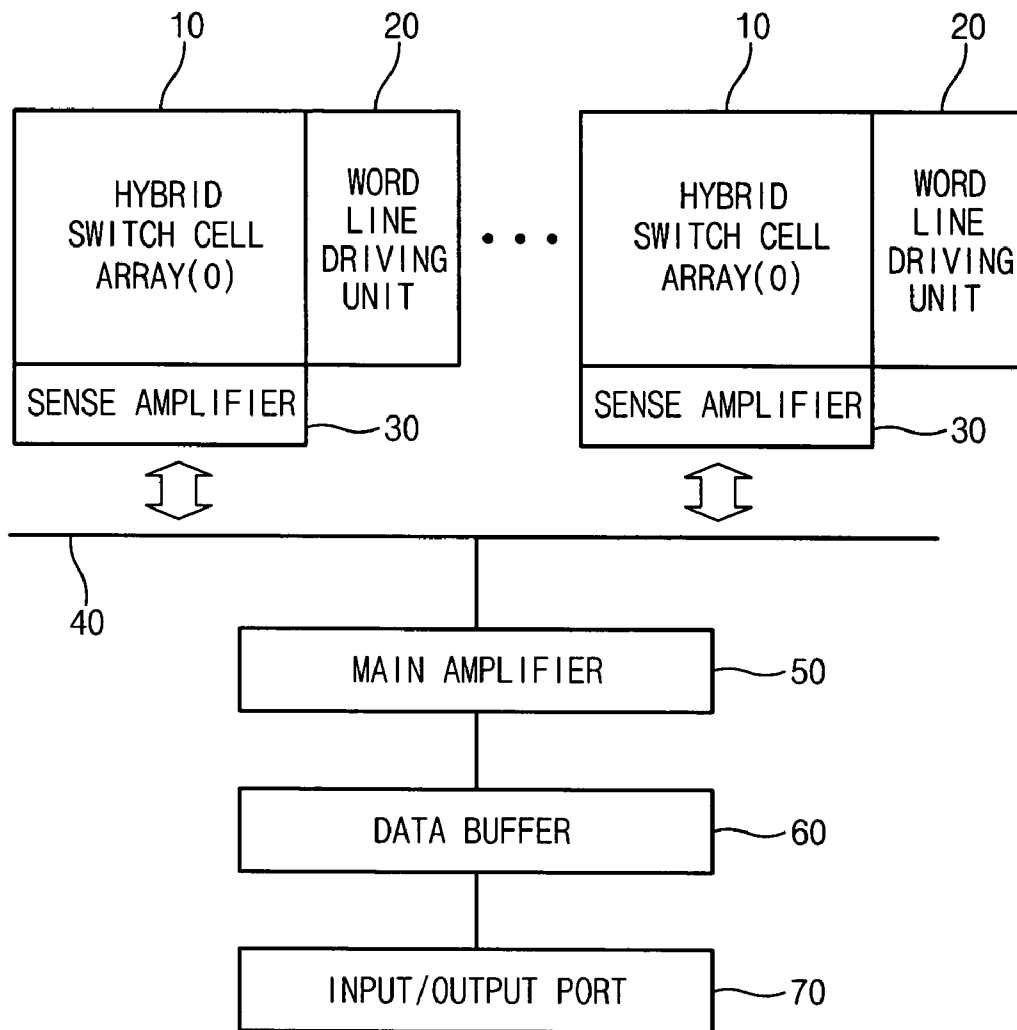 10
20
10
20
HYBRID
SWITCH CELL
ARRAY(0)
WORD
LINE
DRIVING
UNIT
• • •
HYBRID
SWITCH CELL
ARRAY(0)
WORD
LINE
DRIVING
UNIT
SENSE AMPLIFIER
30
SENSE AMPLIFIER
30
40
MAIN AMPLIFIER
50
DATA BUFFER
60
INPUT/OUTPUT PORT
70